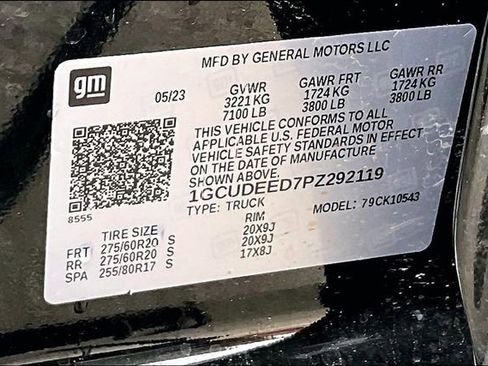 MFD BY GENERAL MOTORS LLC
gm
05/23 GVWR GAWR FRT GAWR RR
3221 KG 1724 KG 1724 KG
7100 LB 3800 LB 3800 LB
THIS VEHICLE CONFORMS TO ALL
APPLICABLE U.S. FEDERAL MOTOR
VEHICLE SAFETY STANDARDS IN EFFECT
ON THE DATE OF MANUFACTURE
SHOWN ABOVE.
1GCUDEED7PZ292119
8555
TYPE: TRUCK MODEL: 79CK10543
TIRE SIZE RIM
FRT 275/60R20 S 20X9J
RR 275/60R20 S 20X9J
SPA 255/80R17 S 17X8J